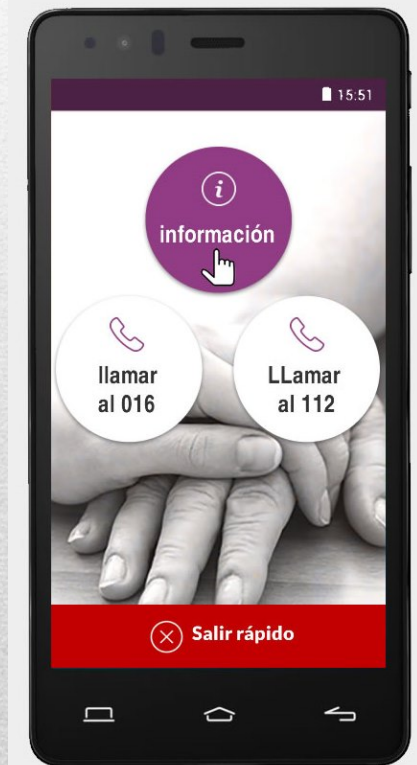 15:51
i
información
llamar
al 016
LLamar
al 112
Salir rápido